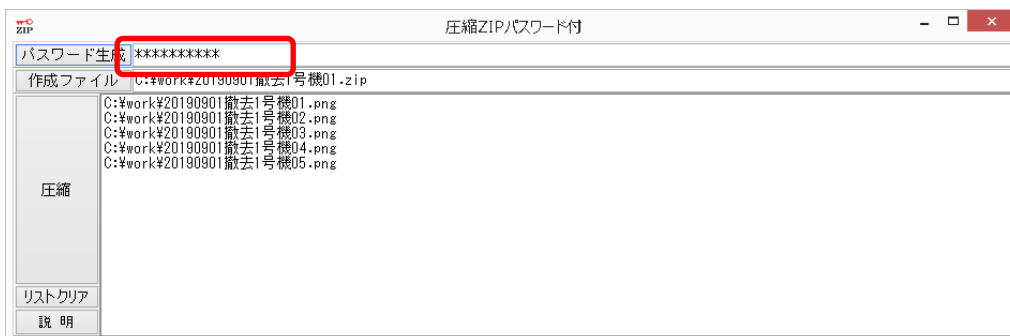 ZIP 圧縮ZIPパスワード付
パスワード生成 **********
作成ファイル C:¥work¥20190901撤去1号機01.zip
C:¥work¥20190901撤去1号機01.png
C:¥work¥20190901撤去1号機02.png
C:¥work¥20190901撤去1号機03.png
C:¥work¥20190901撤去1号機04.png
C:¥work¥20190901撤去1号機05.png
圧縮
リストクリア
説 明